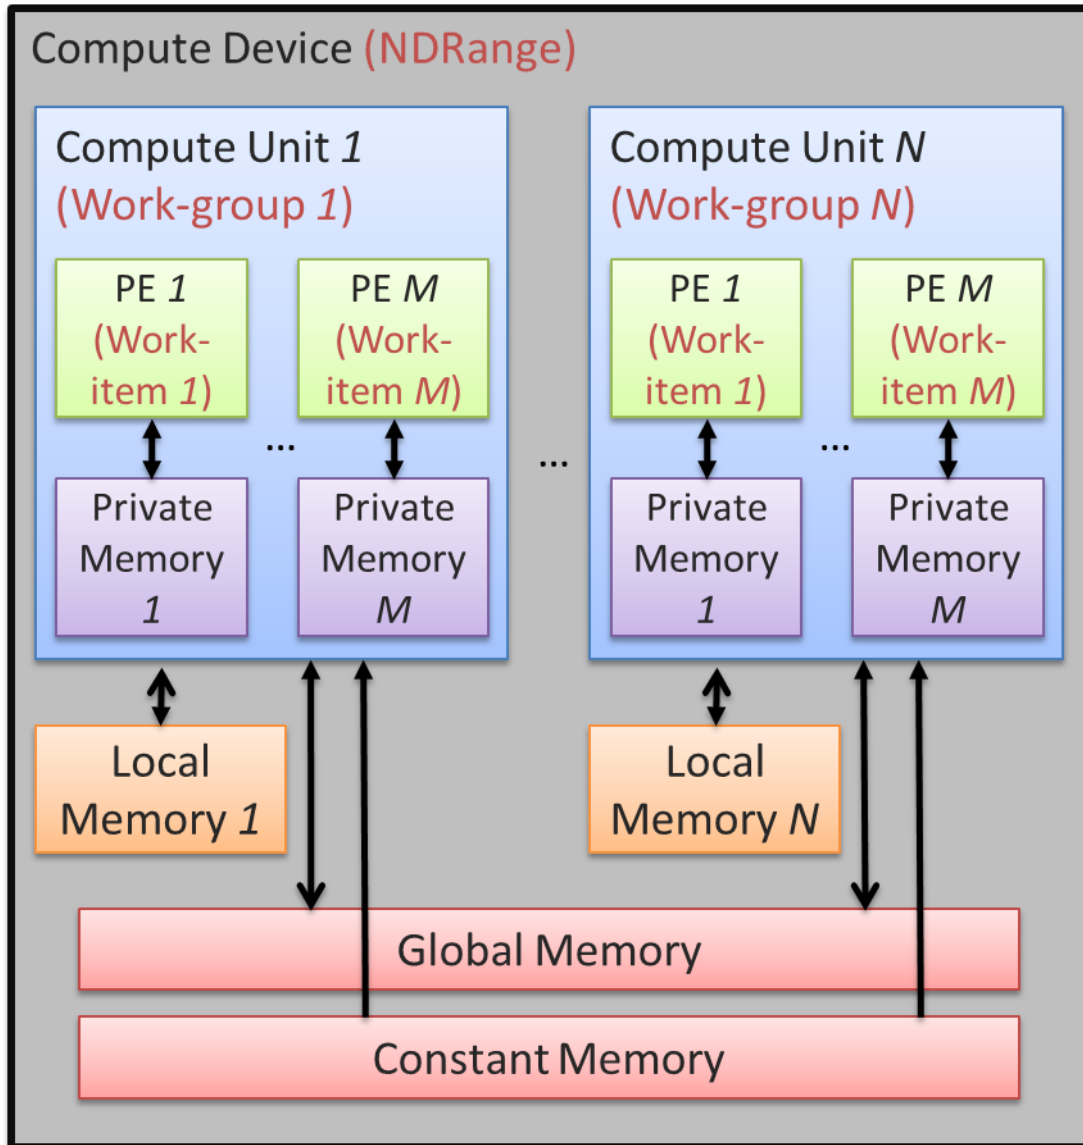 Compute Device (NDRange)
Compute Unit 1
(Work-group 1)
PE 1
(Work-
item 1)
PE M
(Work-
item M)
...
Private
Memory
1
Private
Memory
M
...
Compute Unit N
(Work-group N)
PE 1
(Work-
item 1)
PE M
(Work-
item M)
...
Private
Memory
1
Private
Memory
M
Local
Memory 1
Local
Memory N
Global Memory
Constant Memory